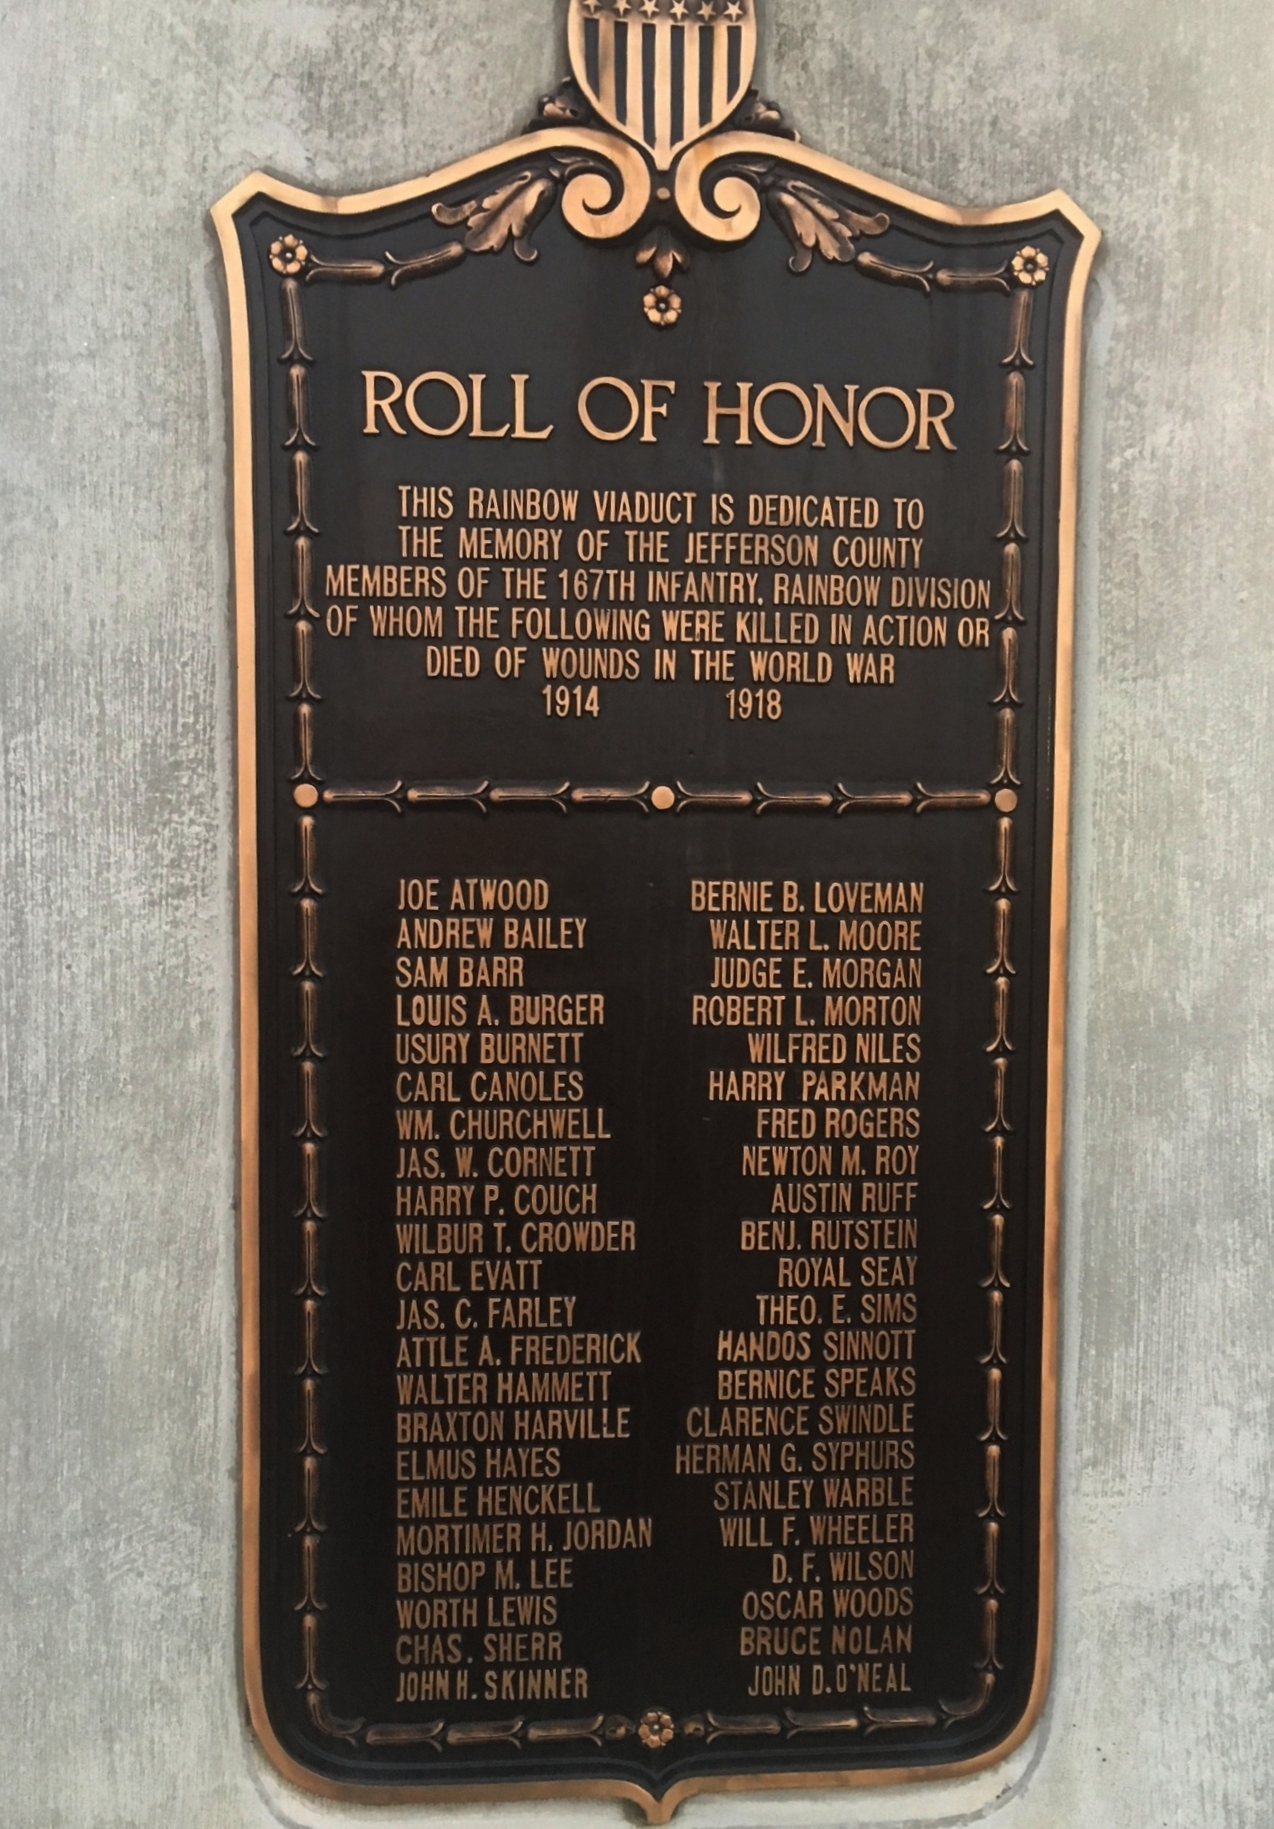 ROLL OF HONOR
THIS RAINBOW VIADUCT IS DEDICATED TO
THE MEMORY OF THE JEFFERSON COUNTY
MEMBERS OF THE 167TH INFANTRY, RAINBOW DIVISION
OF WHOM THE FOLLOWING WERE KILLED IN ACTION OR
DIED OF WOUNDS IN THE WORLD WAR
1914 1918
JOE ATWOOD
ANDREW BAILEY
SAM BARR
LOUIS A. BURGER
USURY BURNETT
CARL CANOLES
WM. CHURCHWELL
JAS. W. CORNETT
HARRY P. COUCH
WILBUR T. CROWDER
CARL EVATT
JAS. C. FARLEY
ATTLE A. FREDERICK
WALTER HAMMETT
BRAXTON HARVILLE
ELMUS HAYES
EMILE HENCKELL
MORTIMER H. JORDAN
BISHOP M. LEE
WORTH LEWIS
CHAS. SHERR
JOHN H. SKINNER
BERNIE B. LOVEMAN
WALTER L. MOORE
JUDGE E. MORGAN
ROBERT L. MORTON
WILFRED NILES
HARRY PARKMAN
FRED ROGERS
NEWTON M. ROY
AUSTIN RUFF
BENJ. RUTSTEIN
ROYAL SEAY
THEO. E. SIMS
HANDOS SINNOTT
BERNICE SPEAKS
CLARENCE SWINDLE
HERMAN G. SYPHURS
STANLEY WARBLE
WILL F. WHEELER
D. F. WILSON
OSCAR WOODS
BRUCE NOLAN
JOHN D. O'NEAL